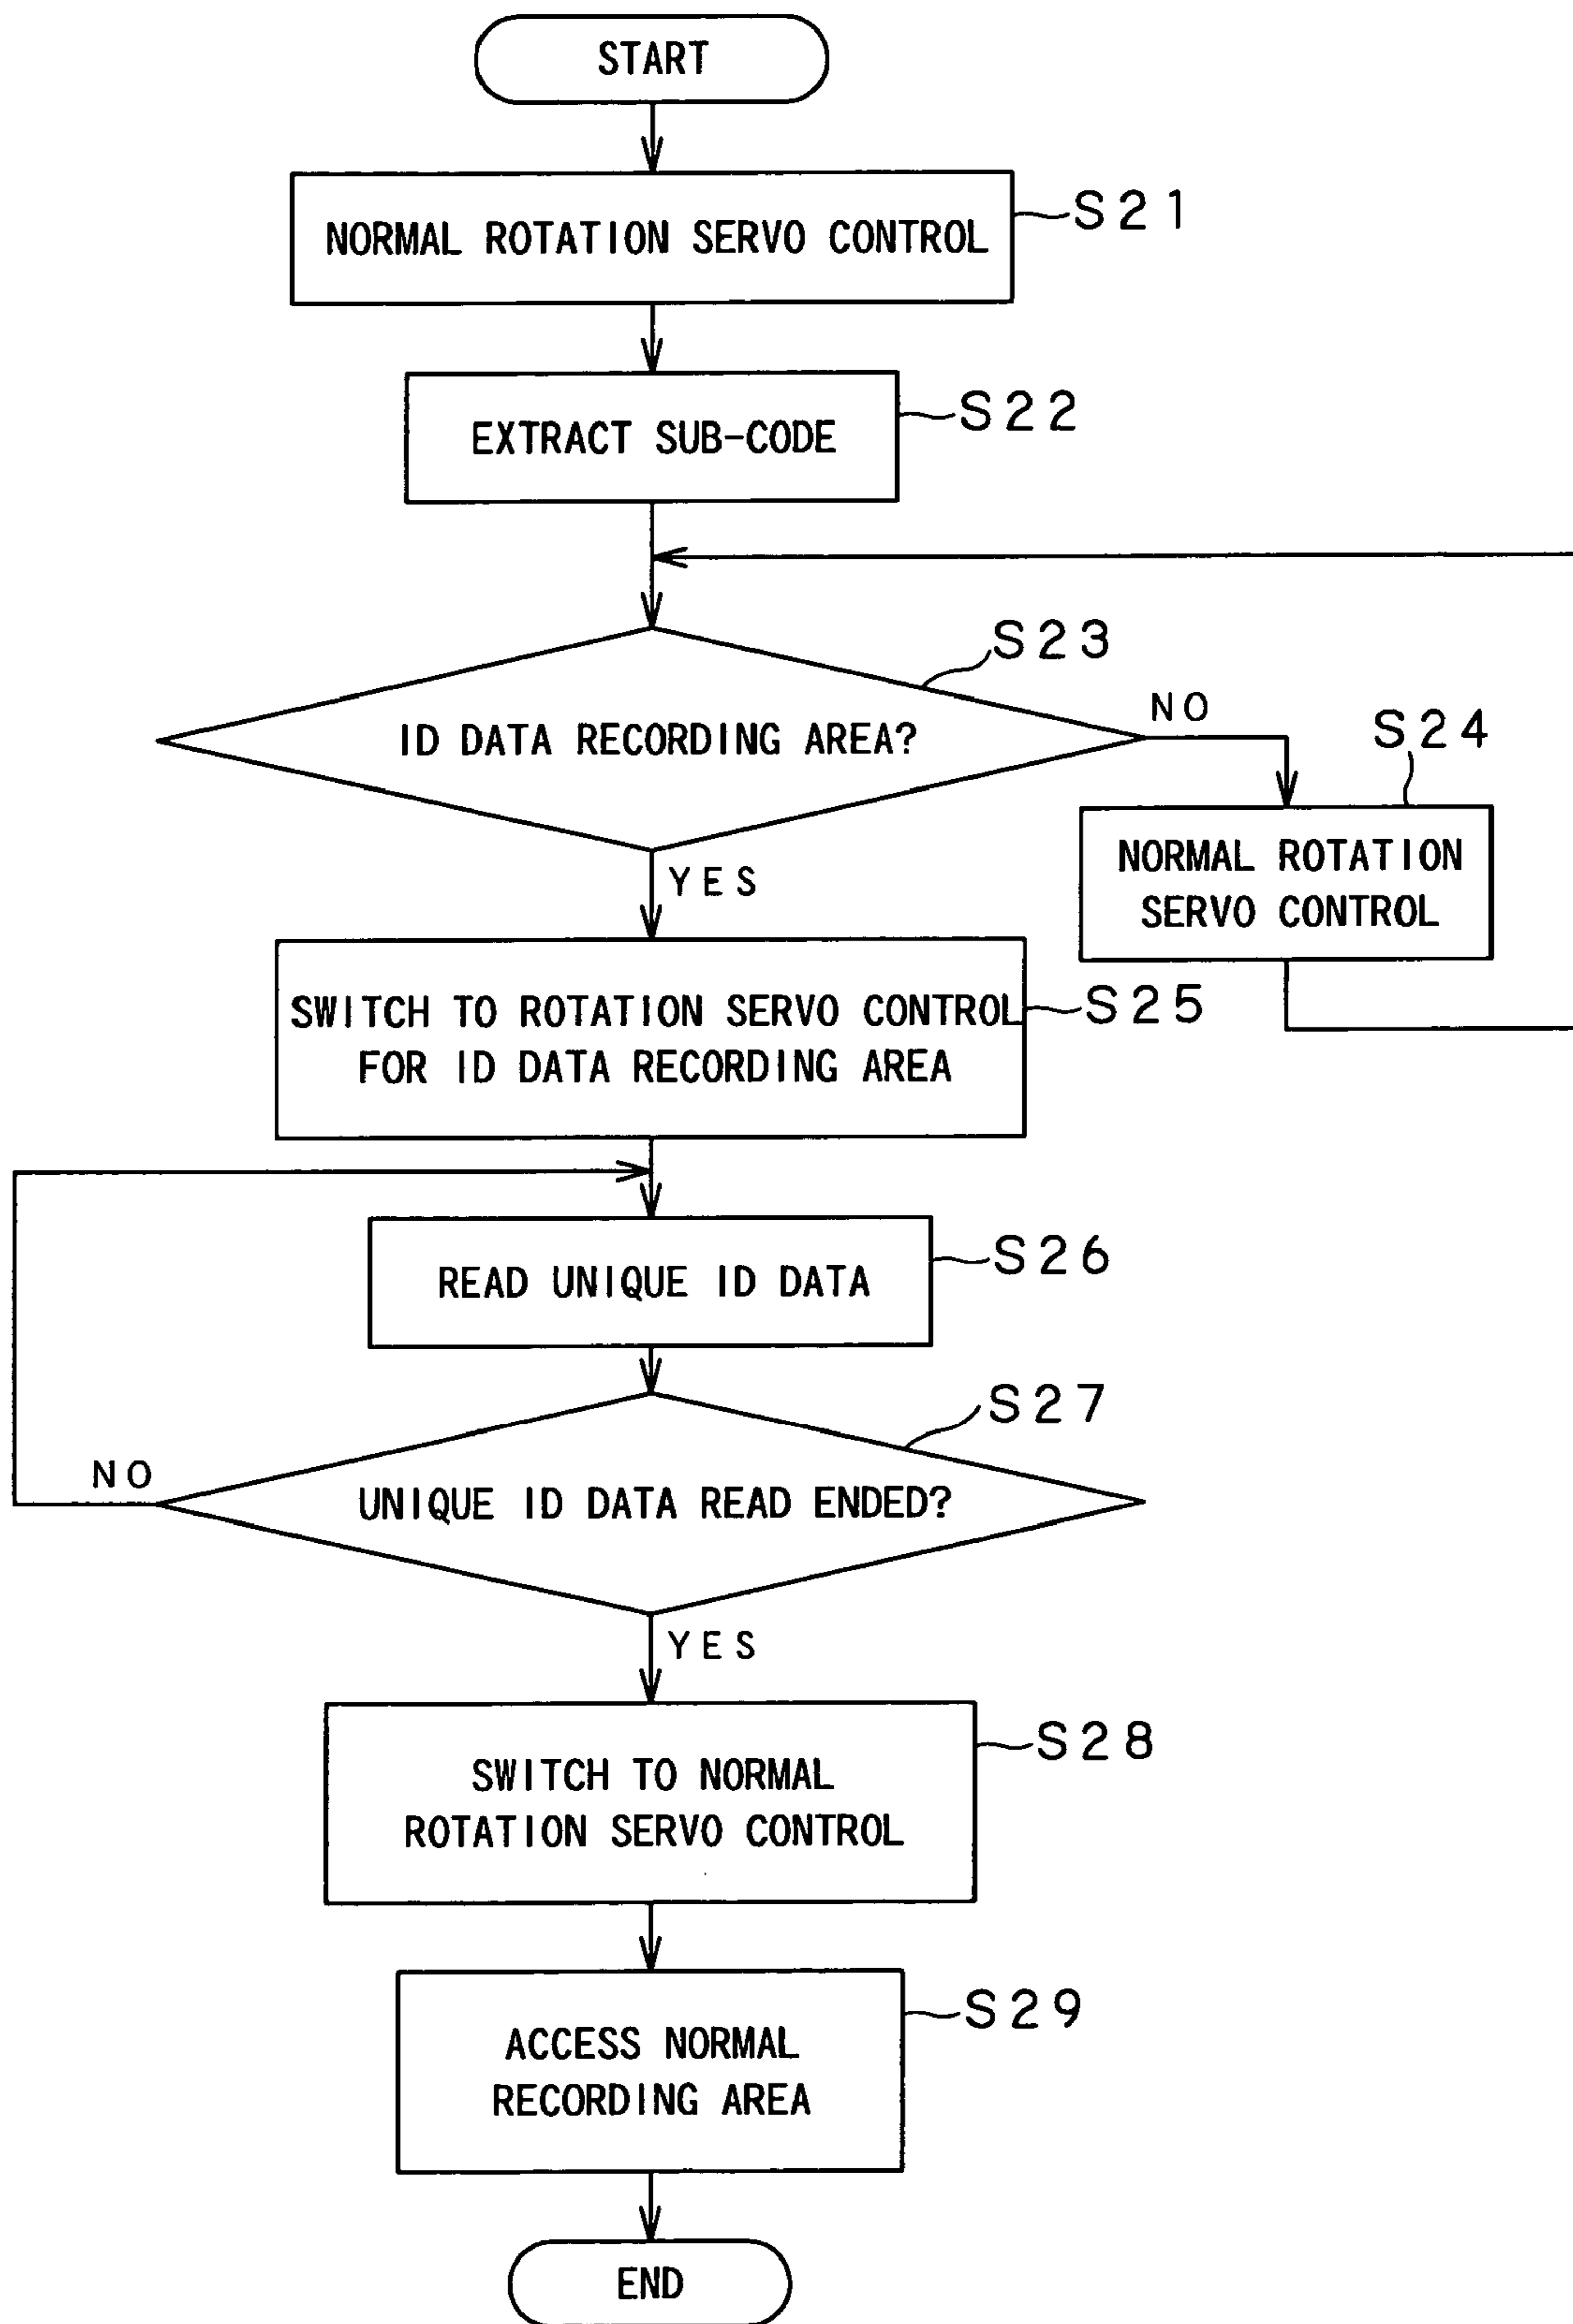 START
NORMAL ROTATION SERVO CONTROL
S21
EXTRACT SUB-CODE
S22
S23
ID DATA RECORDING AREA?
NO
S24
NORMAL ROTATION
SERVO CONTROL
YES
SWITCH TO ROTATION SERVO CONTROL
FOR ID DATA RECORDING AREA
S25
READ UNIQUE ID DATA
S26
S27
UNIQUE ID DATA READ ENDED?
NO
YES
SWITCH TO NORMAL
ROTATION SERVO CONTROL
S28
ACCESS NORMAL
RECORDING AREA
S29
END